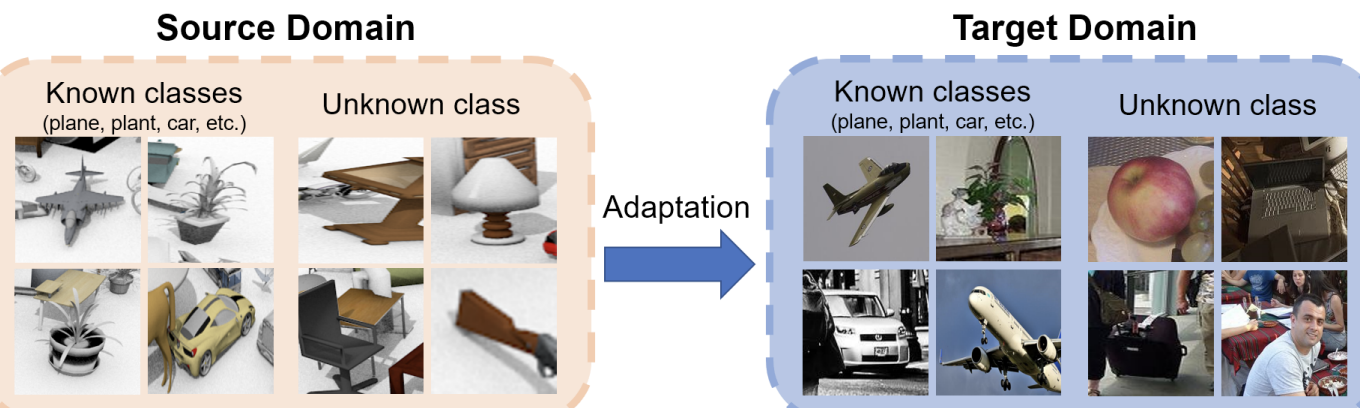 Source Domain
Target Domain
Known classes
(plane, plant, car, etc.)
Unknown class
Adaptation
Known classes
(plane, plant, car, etc.)
Unknown class